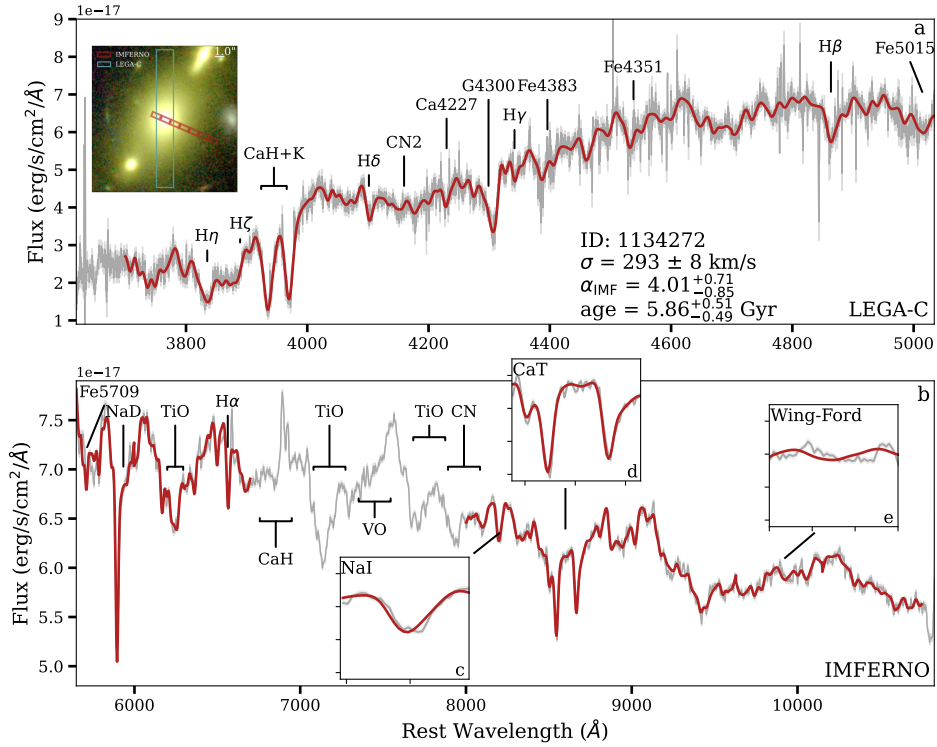 9−17
a
IMFERNO
LEGA-C
1.0"
Flux (erg/s/cm²/Å)
9
8
7
6
5
4
3
2
1
CaH+K
Hη
Hζ
Hδ
CN2
Ca4227
G4300
Hγ
Fe4383
Fe4351
Hβ
Fe5015
ID: 1134272
σ = 293 ± 8 km/s
α_IMF = 4.01 +0.71 −0.85
age = 5.86 +0.51 −0.49 Gyr
LEGA-C
3800 4000 4200 4400 4600 4800 5000
1e−17
b
Flux (erg/s/cm²/Å)
7.5
7.0
6.5
6.0
5.5
5.0
Fe5709
NaD
TiO
Hα
CaH
TiO
VO
TiO
CN
NaI
c
CaT
d
Wing-Ford
e
IMFERNO
6000 7000 8000 9000 10000
Rest Wavelength (Å)